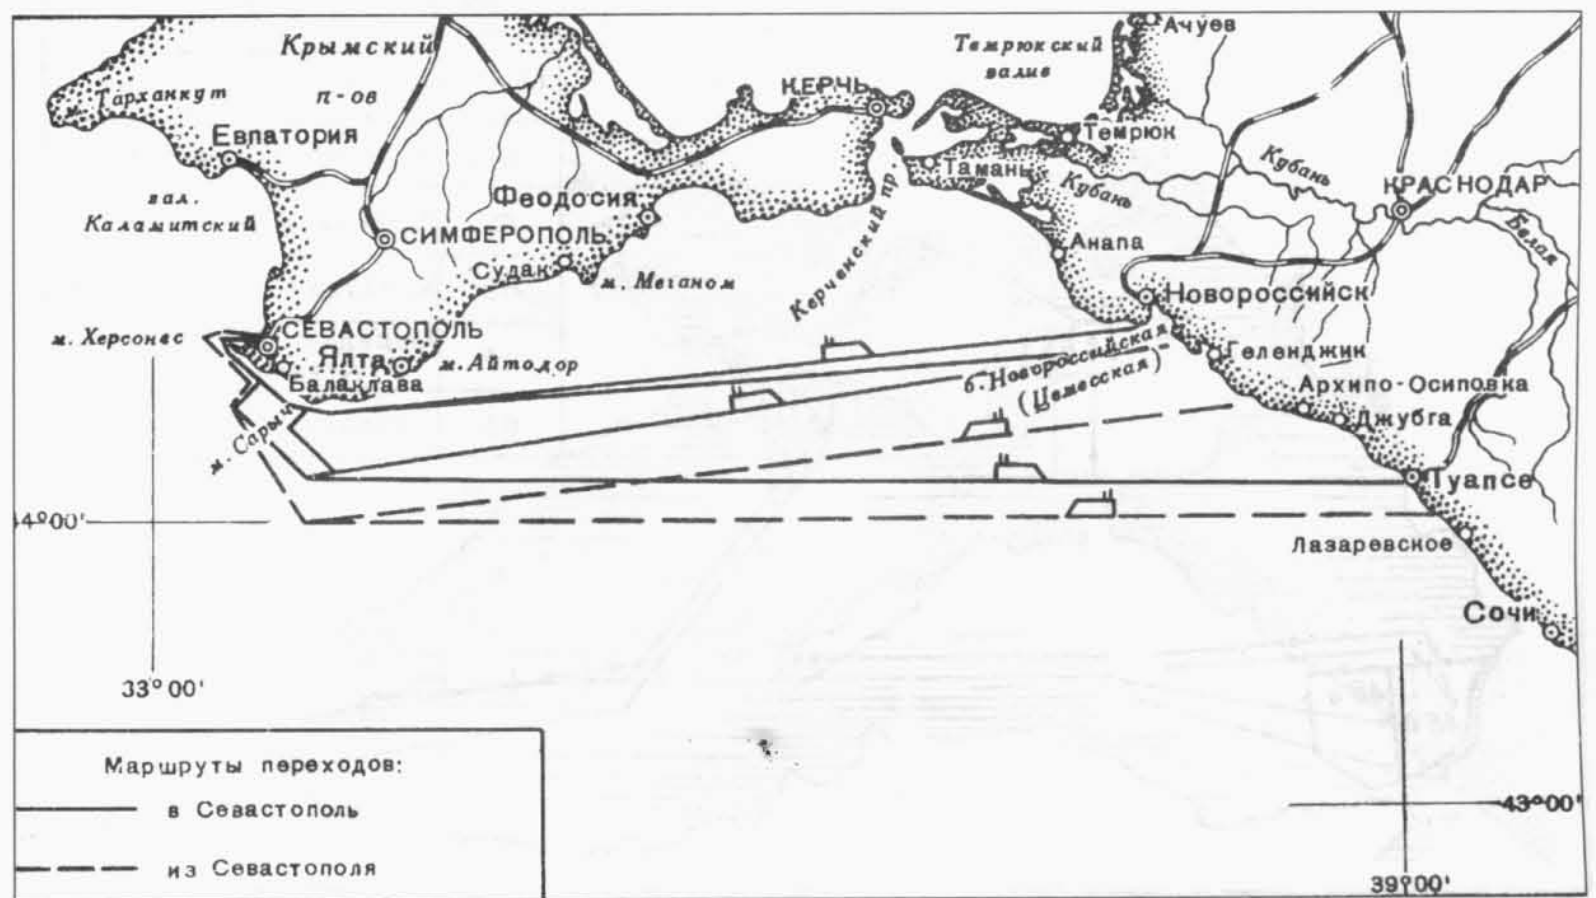 Ачуев
Крымский
п-ов
Темрюкский
залив
КЕРЧЬ
Тарханкут
Евпатория
Темрюк
Тамань
Кубань
Кубань
КРАСНОДАР
Белая
зал.
Каламитский
Феодосия
СИМФЕРОПОЛЬ
Судак
м. Меганом
Керченский пр.
Анапа
Новороссийск
м. Херсонес
СЕВАСТОПОЛЬ
Ялта
м. Айтодор
Балаклава
б. Новороссийская
(Цемесская)
Геленджик
Архипо-Осиповка
Джубга
м. Сарыч
Туапсе
44°00'
Лазаревское
Сочи
33°00'
Маршруты переходов:
в Севастополь
из Севастополя
43°00'
39°00'